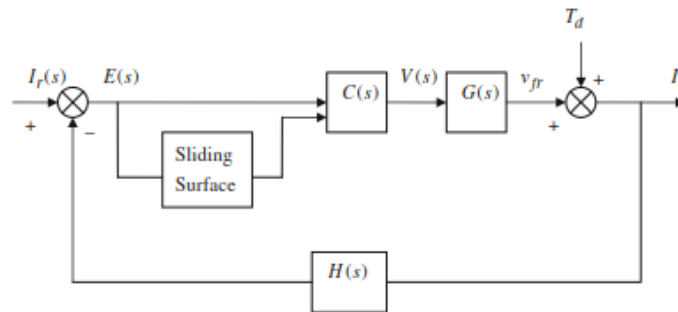 T_d
I_r(s)
E(s)
C(s)
V(s)
G(s)
v_fr
+
I
+
−
+
Sliding
Surface
H(s)